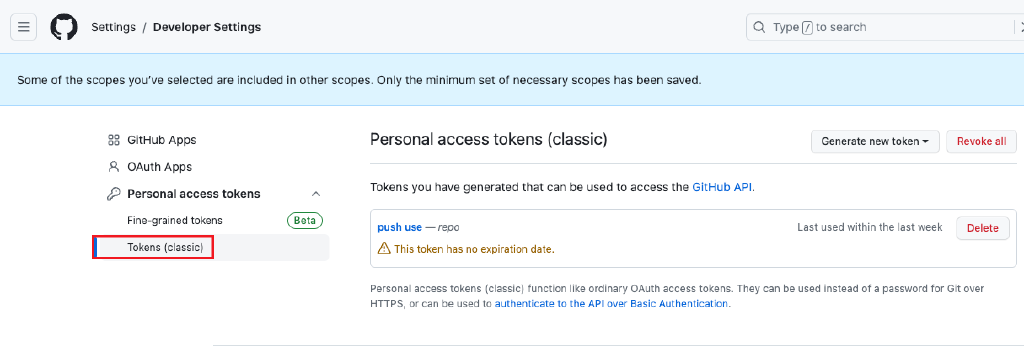 Settings / Developer Settings
Type / to search
Some of the scopes you've selected are included in other scopes. Only the minimum set of necessary scopes has been saved.
GitHub Apps
OAuth Apps
Personal access tokens
Fine-grained tokens Beta
Tokens (classic)
Personal access tokens (classic)
Generate new token
Revoke all
Tokens you have generated that can be used to access the GitHub API.
push use — repo
Last used within the last week
Delete
This token has no expiration date.
Personal access tokens (classic) function like ordinary OAuth access tokens. They can be used instead of a password for Git over
HTTPS, or can be used to authenticate to the API over Basic Authentication.